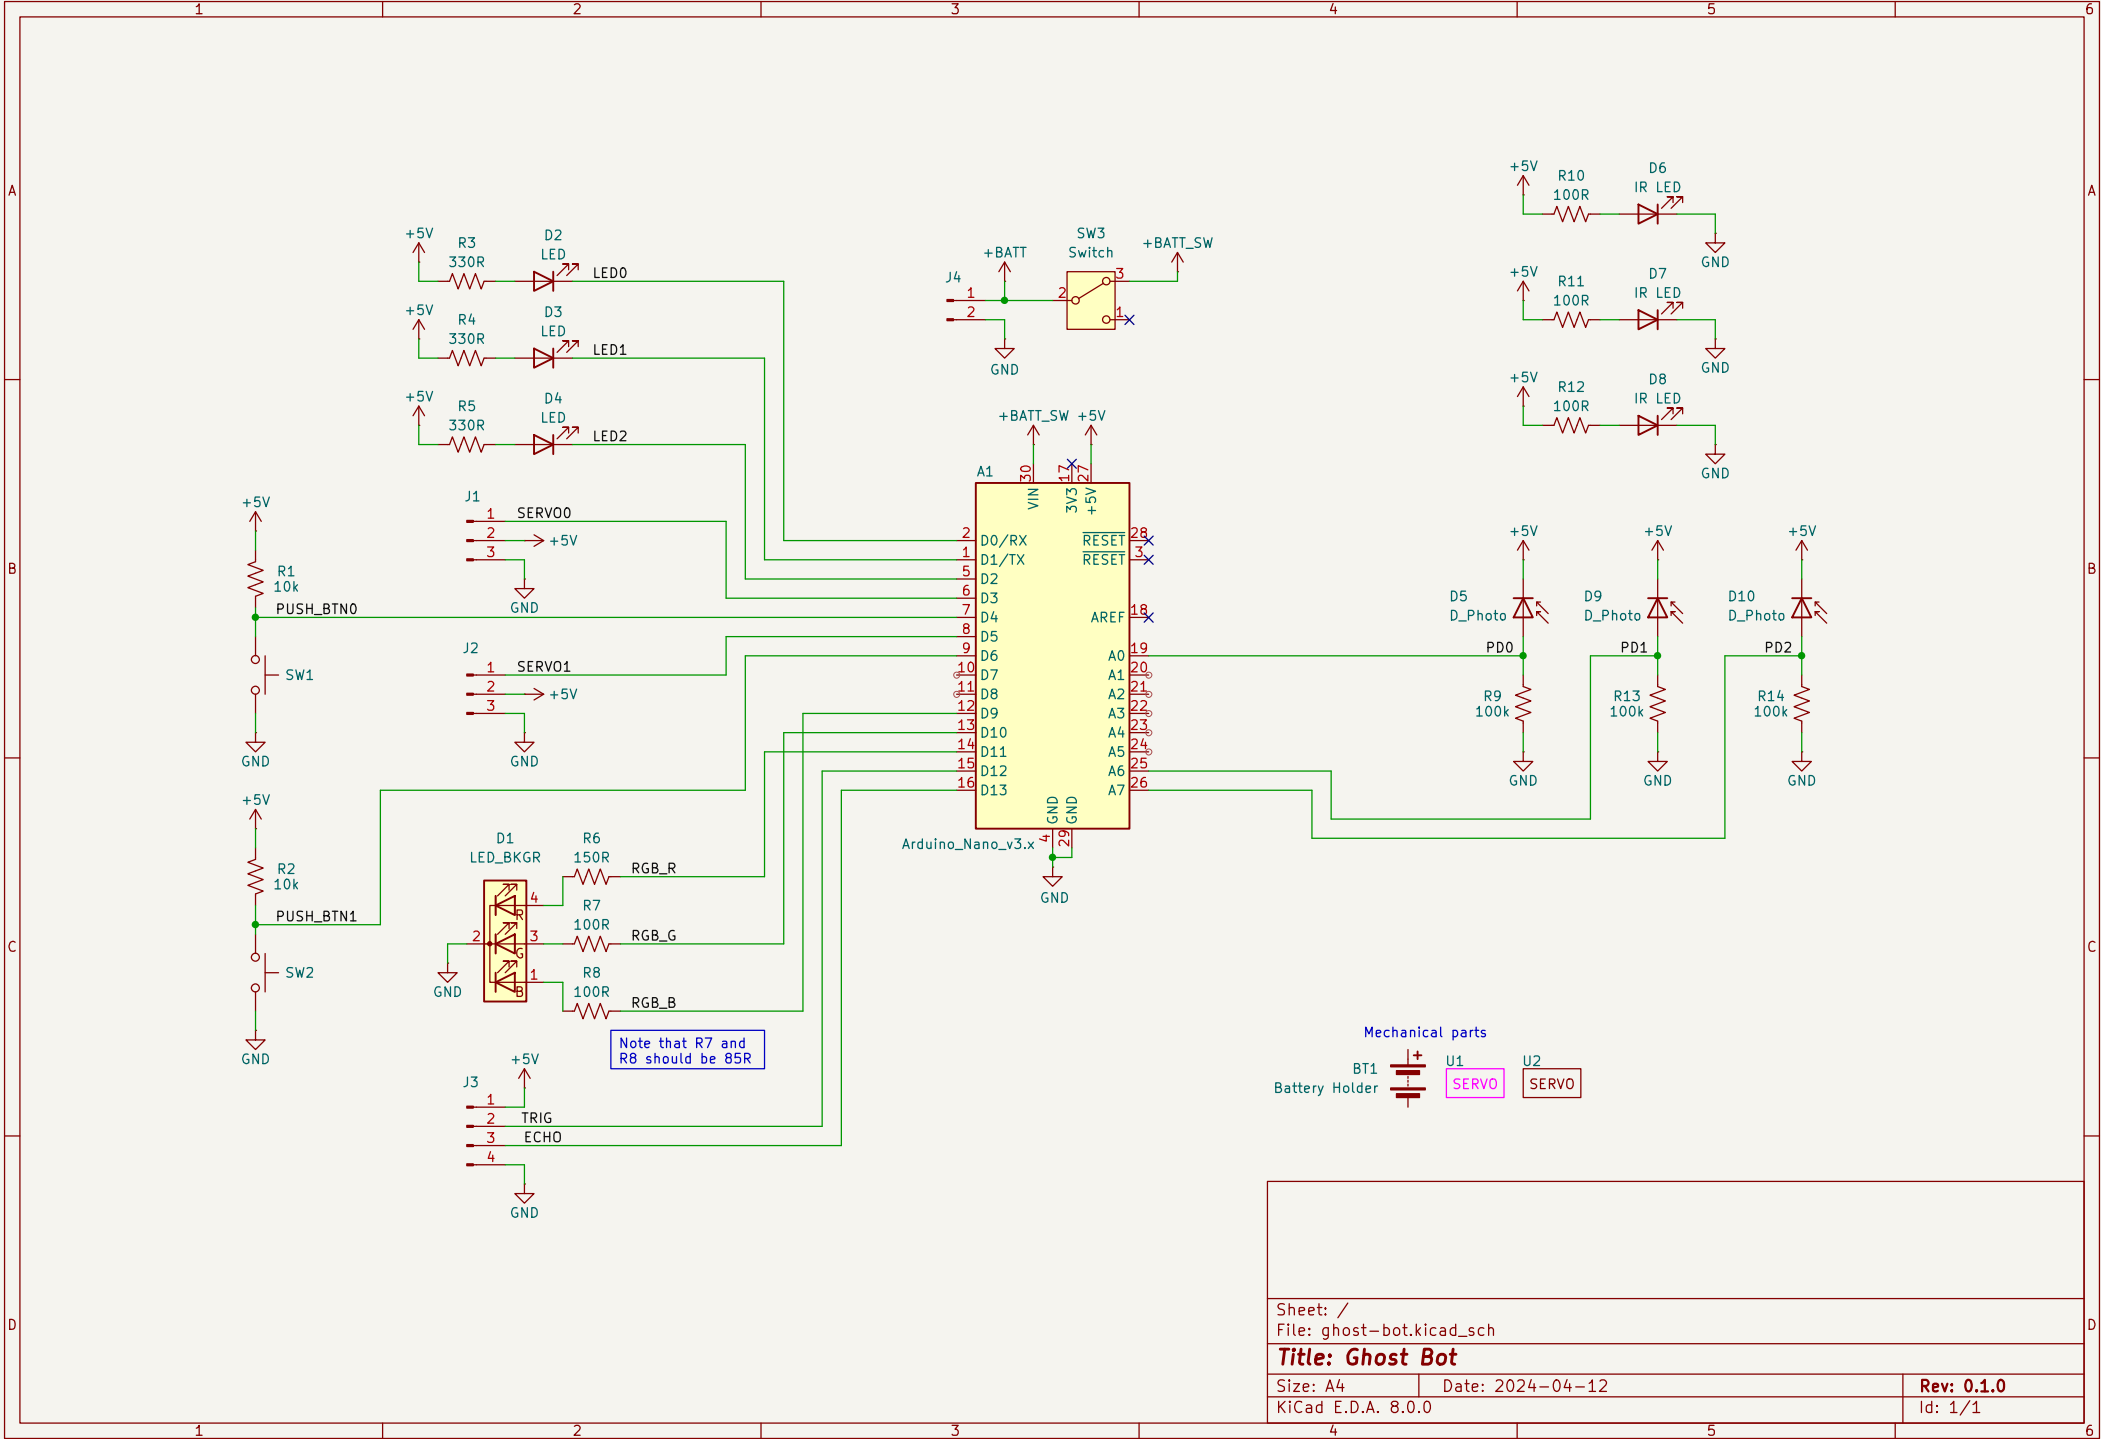 1 2 3 4 5 6
A
B
C
D
A
B
C
D
1 2 3 4 5 6
+5V
R3
330R
D2
LED
LED0
+5V
R4
330R
D3
LED
LED1
+5V
R5
330R
D4
LED
LED2
J1
1 SERVO0
2 +5V
3
GND
+5V
R1
10k
PUSH_BTN0
SW1
GND
J2
1 SERVO1
2 +5V
3
GND
+5V
R2
10k
PUSH_BTN1
SW2
GND
D1
LED_BKGR
2
4
R
3
G
1
B
GND
R6
150R
RGB_R
R7
100R
RGB_G
R8
100R
RGB_B
Note that R7 and
R8 should be 85R
J3
+5V
1
2 TRIG
3 ECHO
4
GND
J4
1
2
+BATT
GND
SW3
Switch
2
3
1
+BATT_SW
+BATT_SW +5V
A1
30 17 27
VIN 3V3 +5V
2 D0/RX
1 D1/TX
5 D2
6 D3
7 D4
8 D5
9 D6
10 D7
11 D8
12 D9
13 D10
14 D11
15 D12
16 D13
RESET 28
RESET 3
AREF 18
A0 19
A1 20
A2 21
A3 22
A4 23
A5 24
A6 25
A7 26
GND GND
4 29
Arduino_Nano_v3.x
GND
+5V
R10
100R
D6
IR LED
GND
+5V
R11
100R
D7
IR LED
GND
+5V
R12
100R
D8
IR LED
GND
+5V
D5
D_Photo
PD0
R9
100k
GND
+5V
D9
D_Photo
PD1
R13
100k
GND
+5V
D10
D_Photo
PD2
R14
100k
GND
Mechanical parts
BT1
Battery Holder
+
U1
SERVO
U2
SERVO
Sheet: /
File: ghost-bot.kicad_sch
Title: Ghost Bot
Size: A4 Date: 2024-04-12 Rev: 0.1.0
KiCad E.D.A. 8.0.0 Id: 1/1